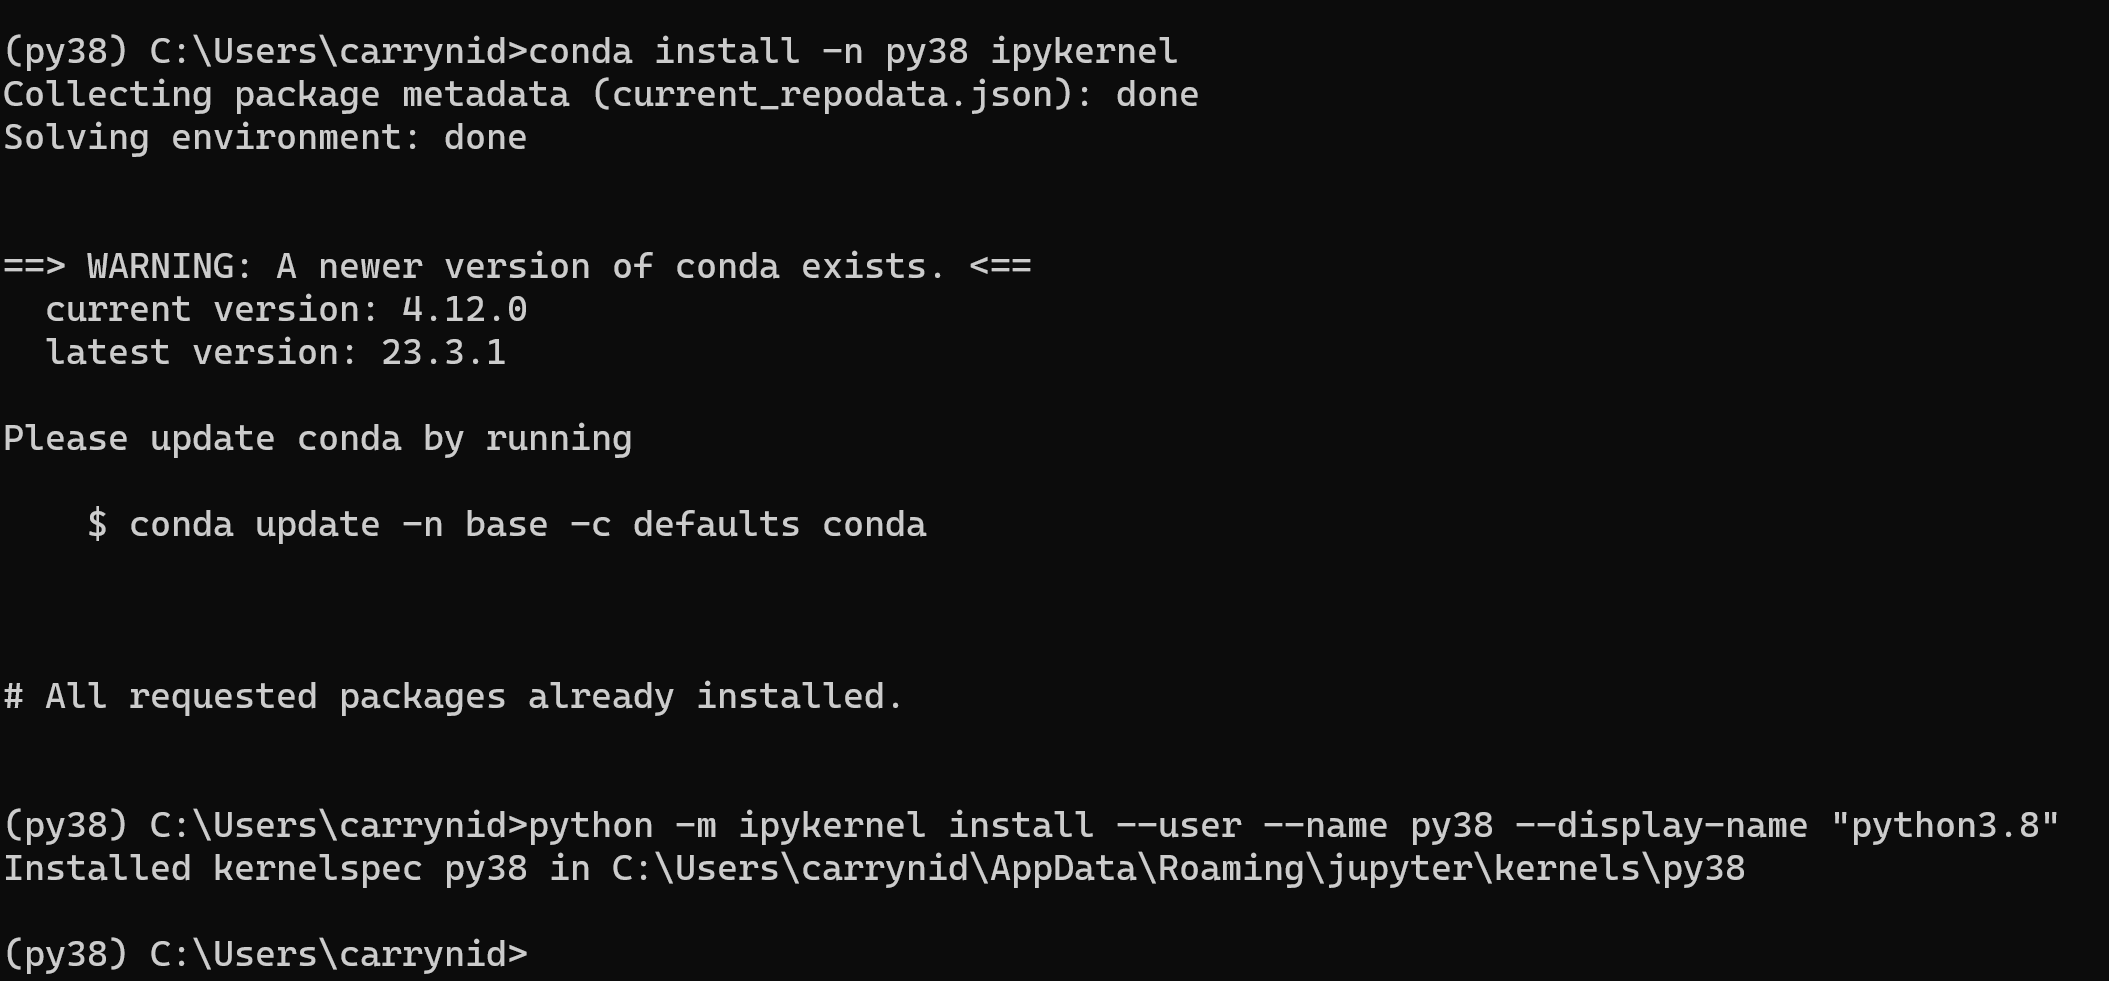 (py38) C:\Users\carrynid>conda install -n py38 ipykernel
Collecting package metadata (current_repodata.json): done
Solving environment: done
==> WARNING: A newer version of conda exists. <==
  current version: 4.12.0
  latest version: 23.3.1
Please update conda by running
    $ conda update -n base -c defaults conda
# All requested packages already installed.
(py38) C:\Users\carrynid>python -m ipykernel install --user --name py38 --display-name "python3.8"
Installed kernelspec py38 in C:\Users\carrynid\AppData\Roaming\jupyter\kernels\py38
(py38) C:\Users\carrynid>